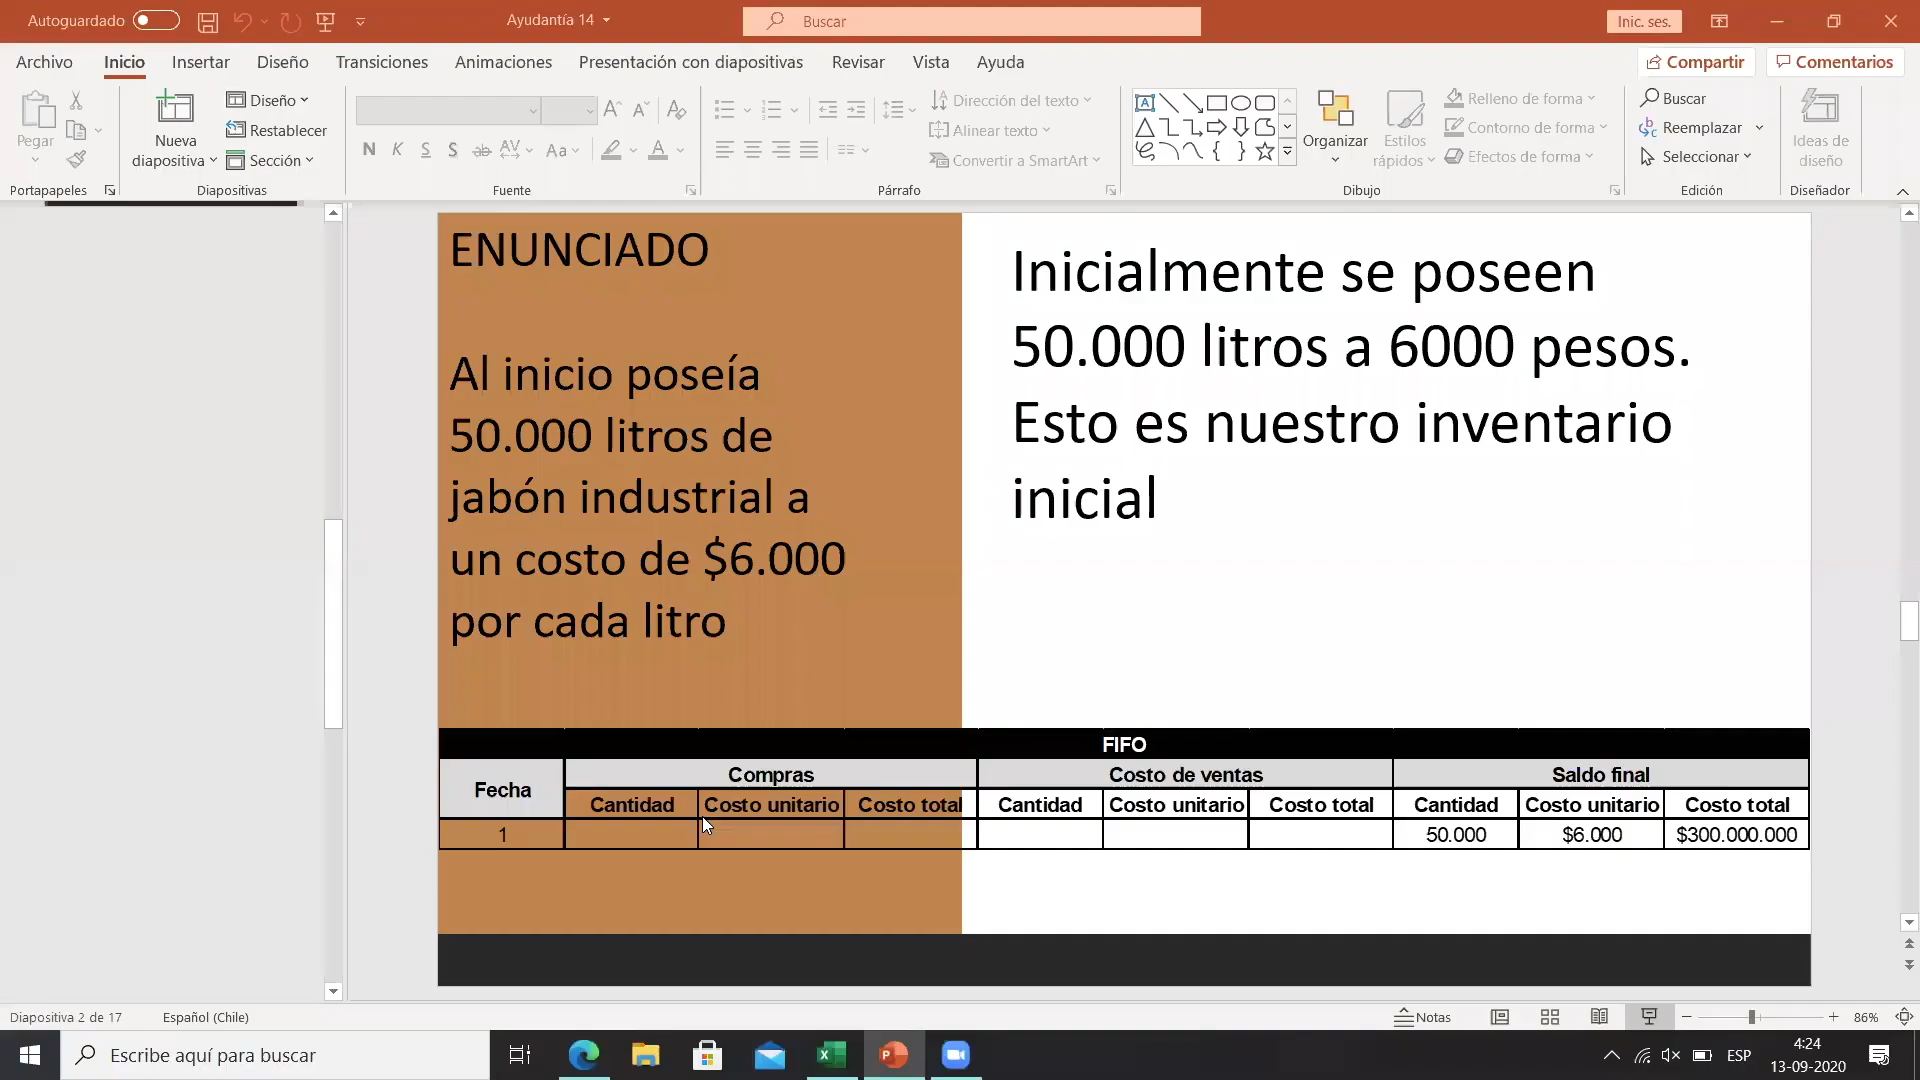 Autoguardado
Ayudantía 14
Buscar
Inic. ses.
Archivo Inicio Insertar Diseño Transiciones Animaciones Presentación con diapositivas Revisar Vista Ayuda
Compartir Comentarios
Pegar
Nueva diapositiva
Diseño
Restablecer
Sección
N K S S ab AV Aa A
Dirección del texto
Alinear texto
Convertir a SmartArt
Organizar
Estilos rápidos
Relleno de forma
Contorno de forma
Efectos de forma
Buscar
Reemplazar
Seleccionar
Ideas de diseño
Portapapeles Diapositivas Fuente Párrafo Dibujo Edición Diseñador
ENUNCIADO
Al inicio poseía
50.000 litros de
jabón industrial a
un costo de $6.000
por cada litro
Inicialmente se poseen
50.000 litros a 6000 pesos.
Esto es nuestro inventario
inicial
FIFO
Fecha Compras Costo de ventas Saldo final
Cantidad Costo unitario Costo total Cantidad Costo unitario Costo total Cantidad Costo unitario Costo total
1 50.000 $6.000 $300.000.000
Diapositiva 2 de 17 Español (Chile) Notas 86%
Escribe aquí para buscar
ESP
4:24
13-09-2020